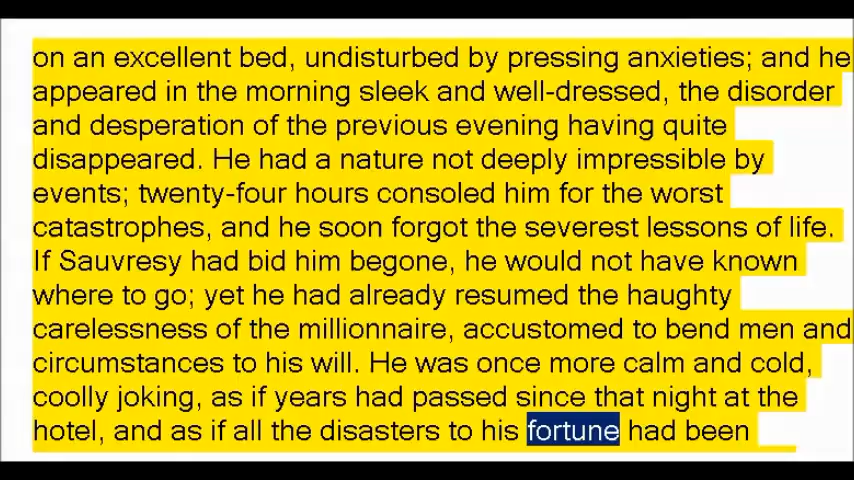 on an excellent bed, undisturbed by pressing anxieties; and he
appeared in the morning sleek and well-dressed, the disorder
and desperation of the previous evening having quite
disappeared. He had a nature not deeply impressible by
events; twenty-four hours consoled him for the worst
catastrophes, and he soon forgot the severest lessons of life.
If Sauvresy had bid him begone, he would not have known
where to go; yet he had already resumed the haughty
carelessness of the millionnaire, accustomed to bend men and
circumstances to his will. He was once more calm and cold,
coolly joking, as if years had passed since that night at the
hotel, and as if all the disasters to his fortune had been